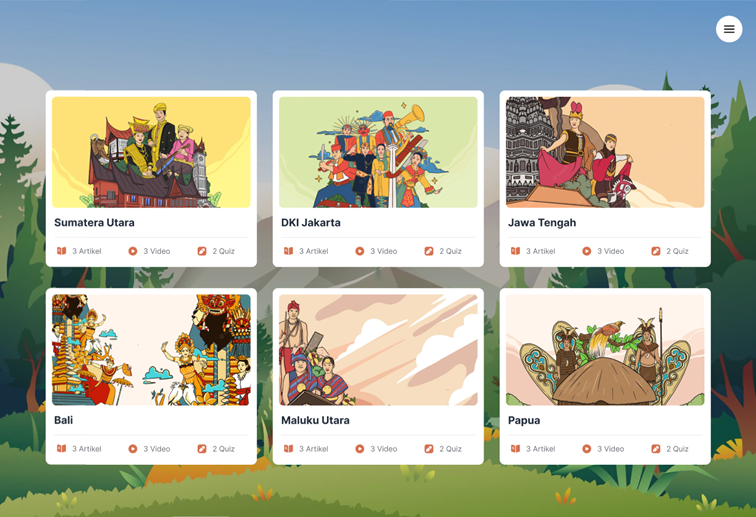 Sumatera Utara
3 Artikel 3 Video 2 Quiz
DKI Jakarta
3 Artikel 3 Video 2 Quiz
Jawa Tengah
3 Artikel 3 Video 2 Quiz
Bali
3 Artikel 3 Video 2 Quiz
Maluku Utara
3 Artikel 3 Video 2 Quiz
Papua
3 Artikel 3 Video 2 Quiz